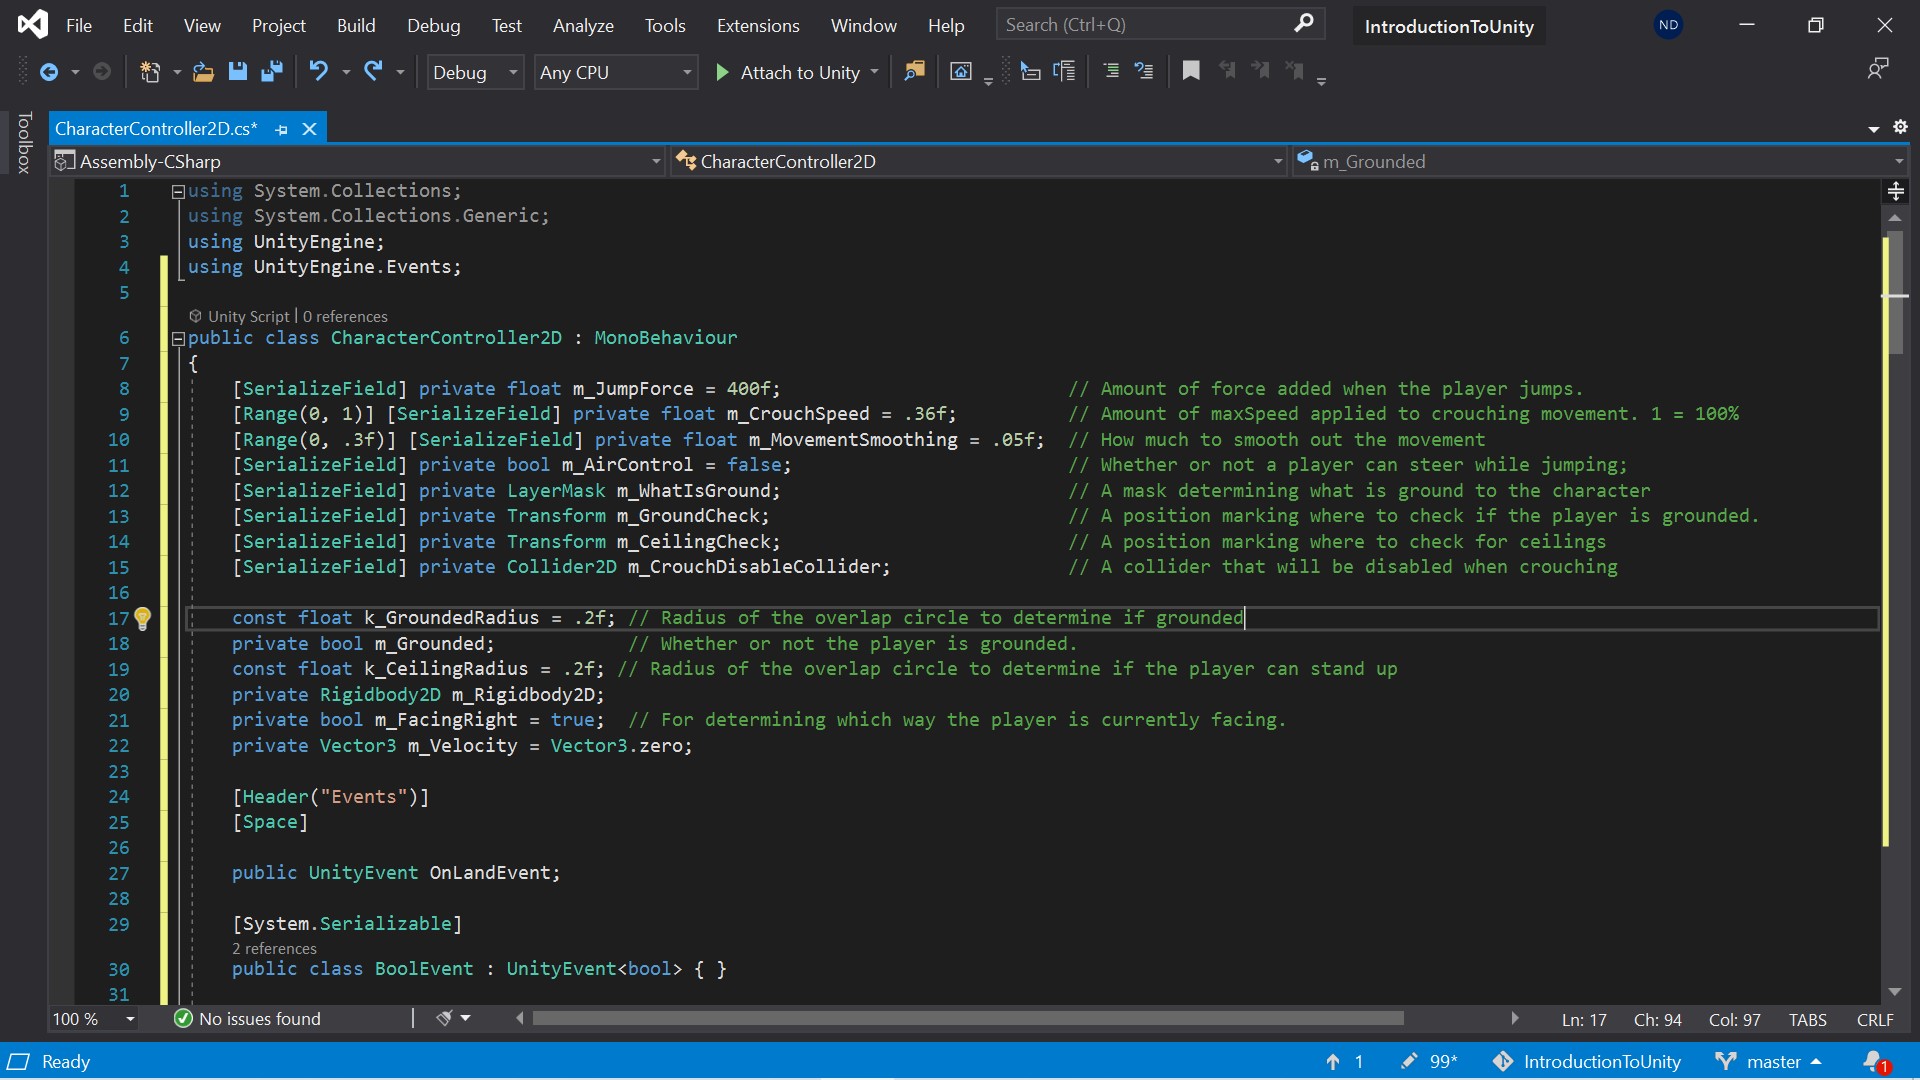 File Edit View Project Build Debug Test Analyze Tools Extensions Window Help Search (Ctrl+Q) IntroductionToUnity ND
Debug Any CPU Attach to Unity
Toolbox
CharacterController2D.cs*
Assembly-CSharp CharacterController2D m_Grounded
1 using System.Collections;
2 using System.Collections.Generic;
3 using UnityEngine;
4 using UnityEngine.Events;
5
Unity Script | 0 references
6 public class CharacterController2D : MonoBehaviour
7 {
8 [SerializeField] private float m_JumpForce = 400f; // Amount of force added when the player jumps.
9 [Range(0, 1)] [SerializeField] private float m_CrouchSpeed = .36f; // Amount of maxSpeed applied to crouching movement. 1 = 100%
10 [Range(0, .3f)] [SerializeField] private float m_MovementSmoothing = .05f; // How much to smooth out the movement
11 [SerializeField] private bool m_AirControl = false; // Whether or not a player can steer while jumping;
12 [SerializeField] private LayerMask m_WhatIsGround; // A mask determining what is ground to the character
13 [SerializeField] private Transform m_GroundCheck; // A position marking where to check if the player is grounded.
14 [SerializeField] private Transform m_CeilingCheck; // A position marking where to check for ceilings
15 [SerializeField] private Collider2D m_CrouchDisableCollider; // A collider that will be disabled when crouching
16
17 const float k_GroundedRadius = .2f; // Radius of the overlap circle to determine if grounded
18 private bool m_Grounded; // Whether or not the player is grounded.
19 const float k_CeilingRadius = .2f; // Radius of the overlap circle to determine if the player can stand up
20 private Rigidbody2D m_Rigidbody2D;
21 private bool m_FacingRight = true; // For determining which way the player is currently facing.
22 private Vector3 m_Velocity = Vector3.zero;
23
24 [Header("Events")]
25 [Space]
26
27 public UnityEvent OnLandEvent;
28
29 [System.Serializable]
2 references
30 public class BoolEvent : UnityEvent<bool> { }
31
100 % No issues found Ln: 17 Ch: 94 Col: 97 TABS CRLF
Ready 1 99* IntroductionToUnity master 1